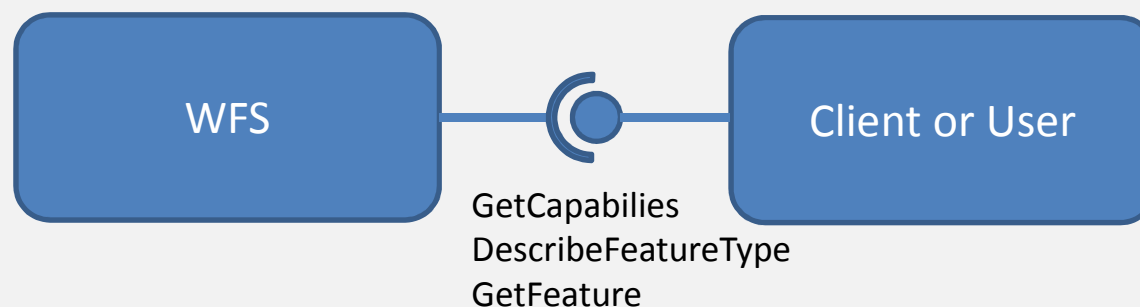 WFS
Client or User
GetCapabilies
DescribeFeatureType
GetFeature